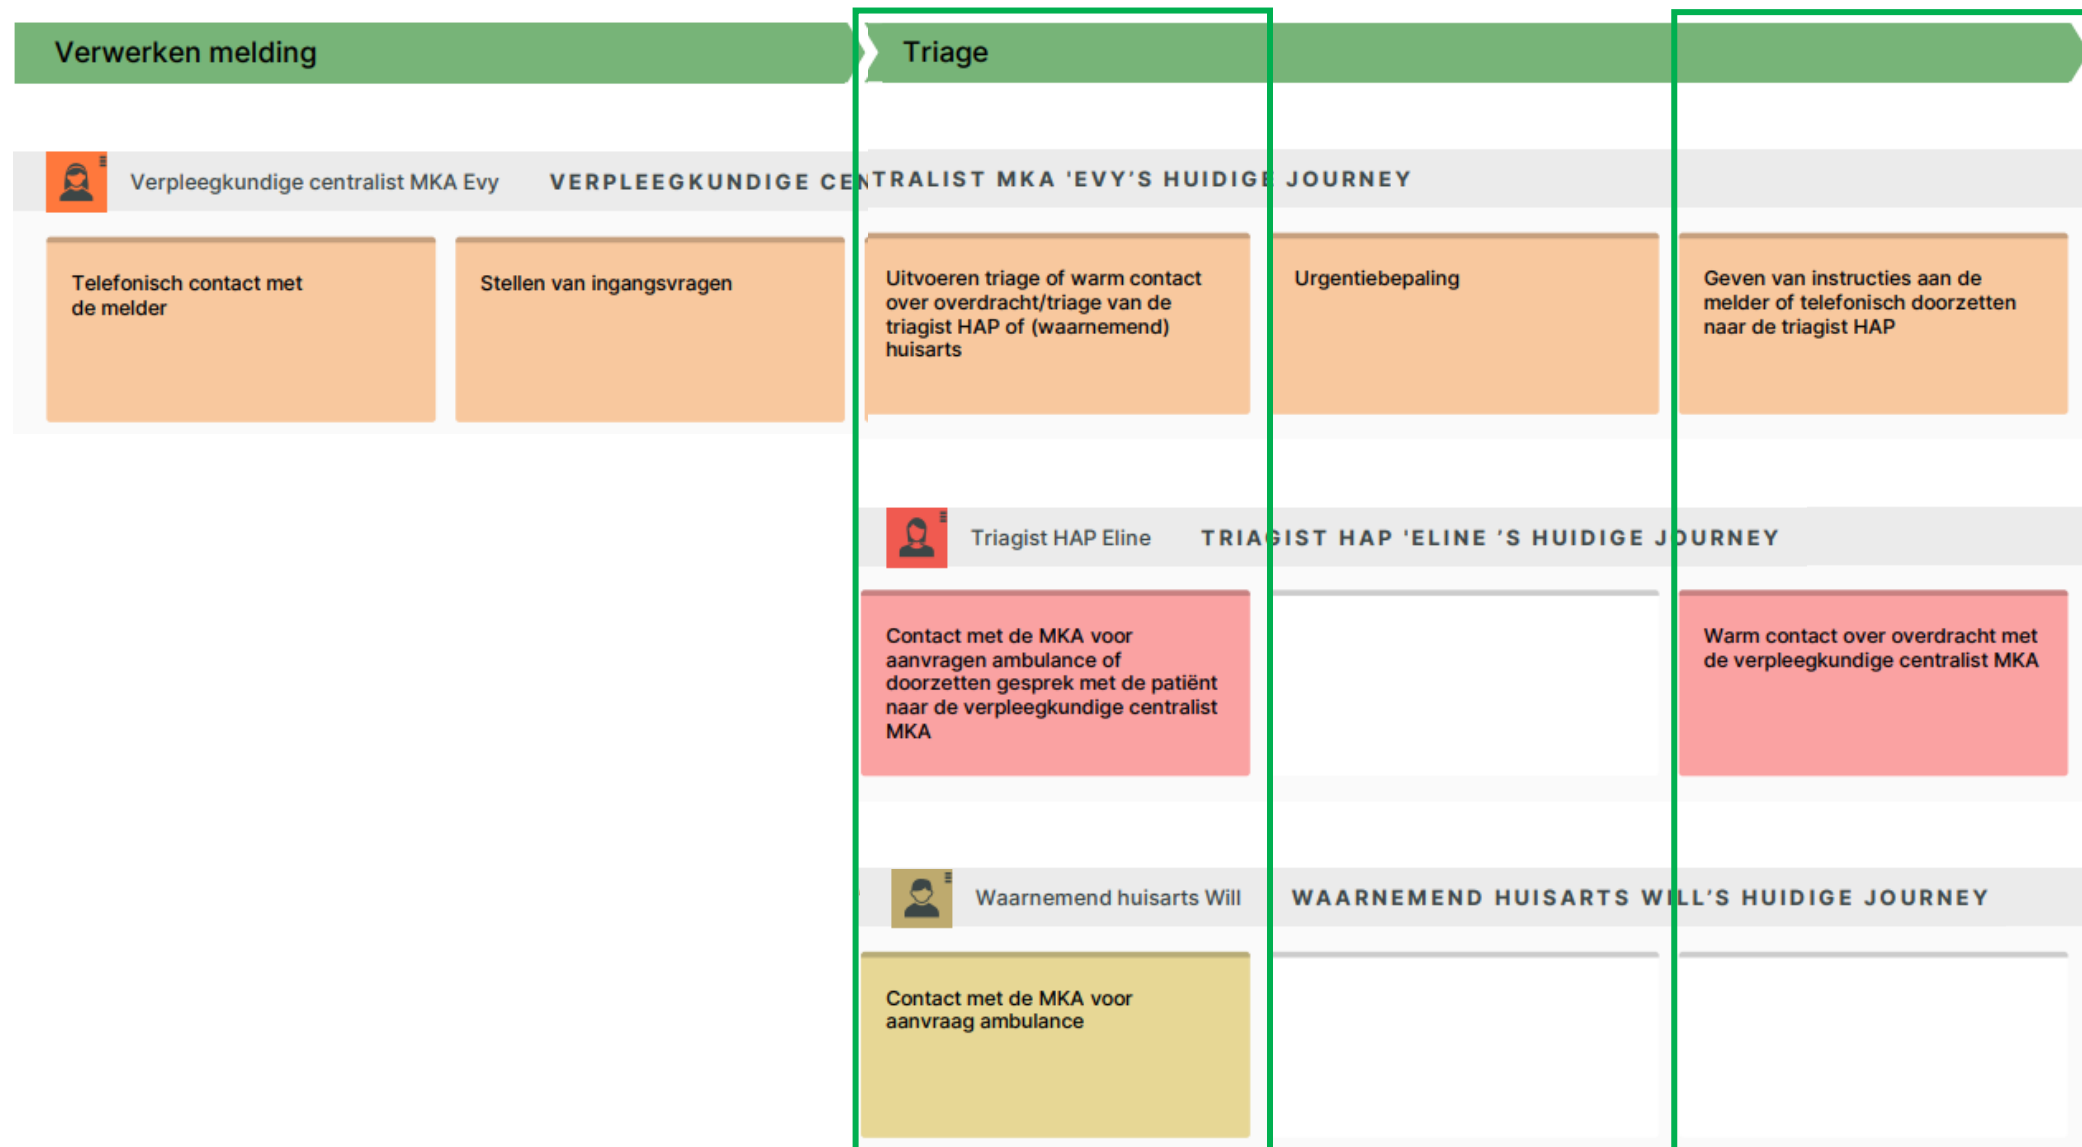 Verwerken melding
Triage
Verpleegkundige centralist MKA Evy
VERPLEEGKUNDIGE CENTRALIST MKA 'EVY'S HUIDIGE JOURNEY
Telefonisch contact met
de melder
Stellen van ingangsvragen
Uitvoeren triage of warm contact
over overdracht/triage van de
triagist HAP of (waarnemend)
huisarts
Urgentiebepaling
Geven van instructies aan de
melder of telefonisch doorzetten
naar de triagist HAP
Triagist HAP Eline
TRIAGIST HAP 'ELINE 'S HUIDIGE JOURNEY
Contact met de MKA voor
aanvragen ambulance of
doorzetten gesprek met de patiënt
naar de verpleegkundige centralist
MKA
Warm contact over overdracht met
de verpleegkundige centralist MKA
Waarnemend huisarts Will
WAARNEMEND HUISARTS WILL'S HUIDIGE JOURNEY
Contact met de MKA voor
aanvraag ambulance